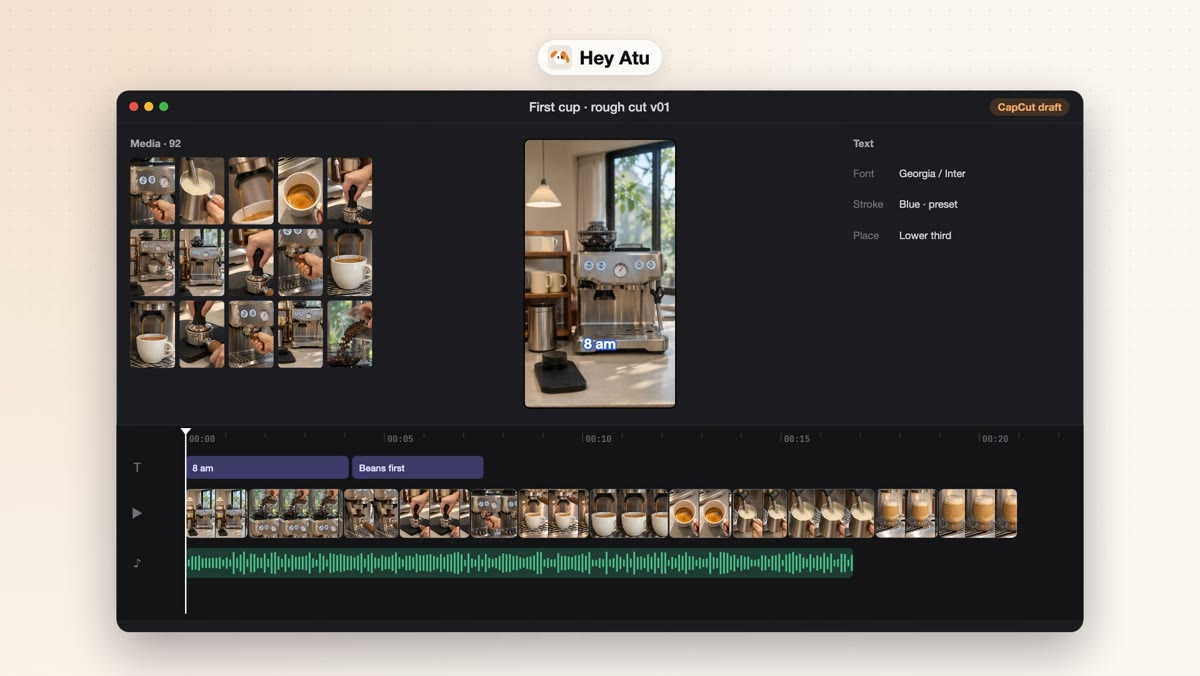 Hey Atu
First cup · rough cut v01
CapCut draft
Media · 92
Text
Font Georgia / Inter
Stroke Blue · preset
Place Lower third
8 am
00:00 00:05 00:10 00:15 00:20
T
8 am Beans first